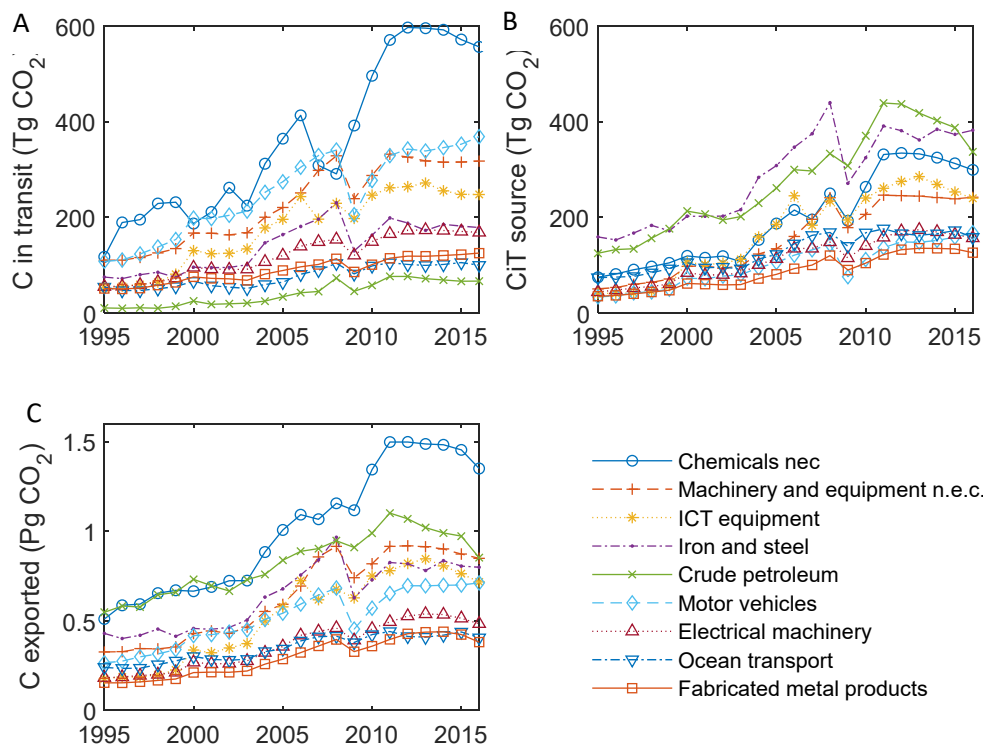 A
B
600
400
200
0
C in transit (Tg CO2
1995 2000 2005 2010 2015
600
400
200
0
CiT source (Tg CO2)
1995 2000 2005 2010 2015
C
1.5
1
0.5
0
C exported (Pg CO2)
1995 2000 2005 2010 2015
Chemicals nec
Machinery and equipment n.e.c.
ICT equipment
Iron and steel
Crude petroleum
Motor vehicles
Electrical machinery
Ocean transport
Fabricated metal products